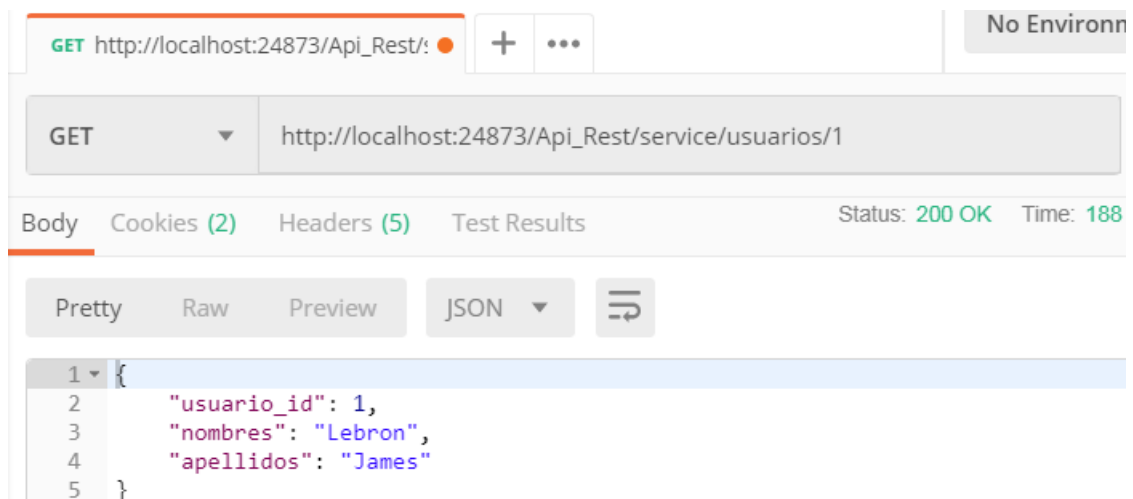 GET http://localhost:24873/Api_Rest/s + ••• No Environn
GET http://localhost:24873/Api_Rest/service/usuarios/1
Body Cookies (2) Headers (5) Test Results Status: 200 OK Time: 188
Pretty Raw Preview JSON
1 {
2 "usuario_id": 1,
3 "nombres": "Lebron",
4 "apellidos": "James"
5 }